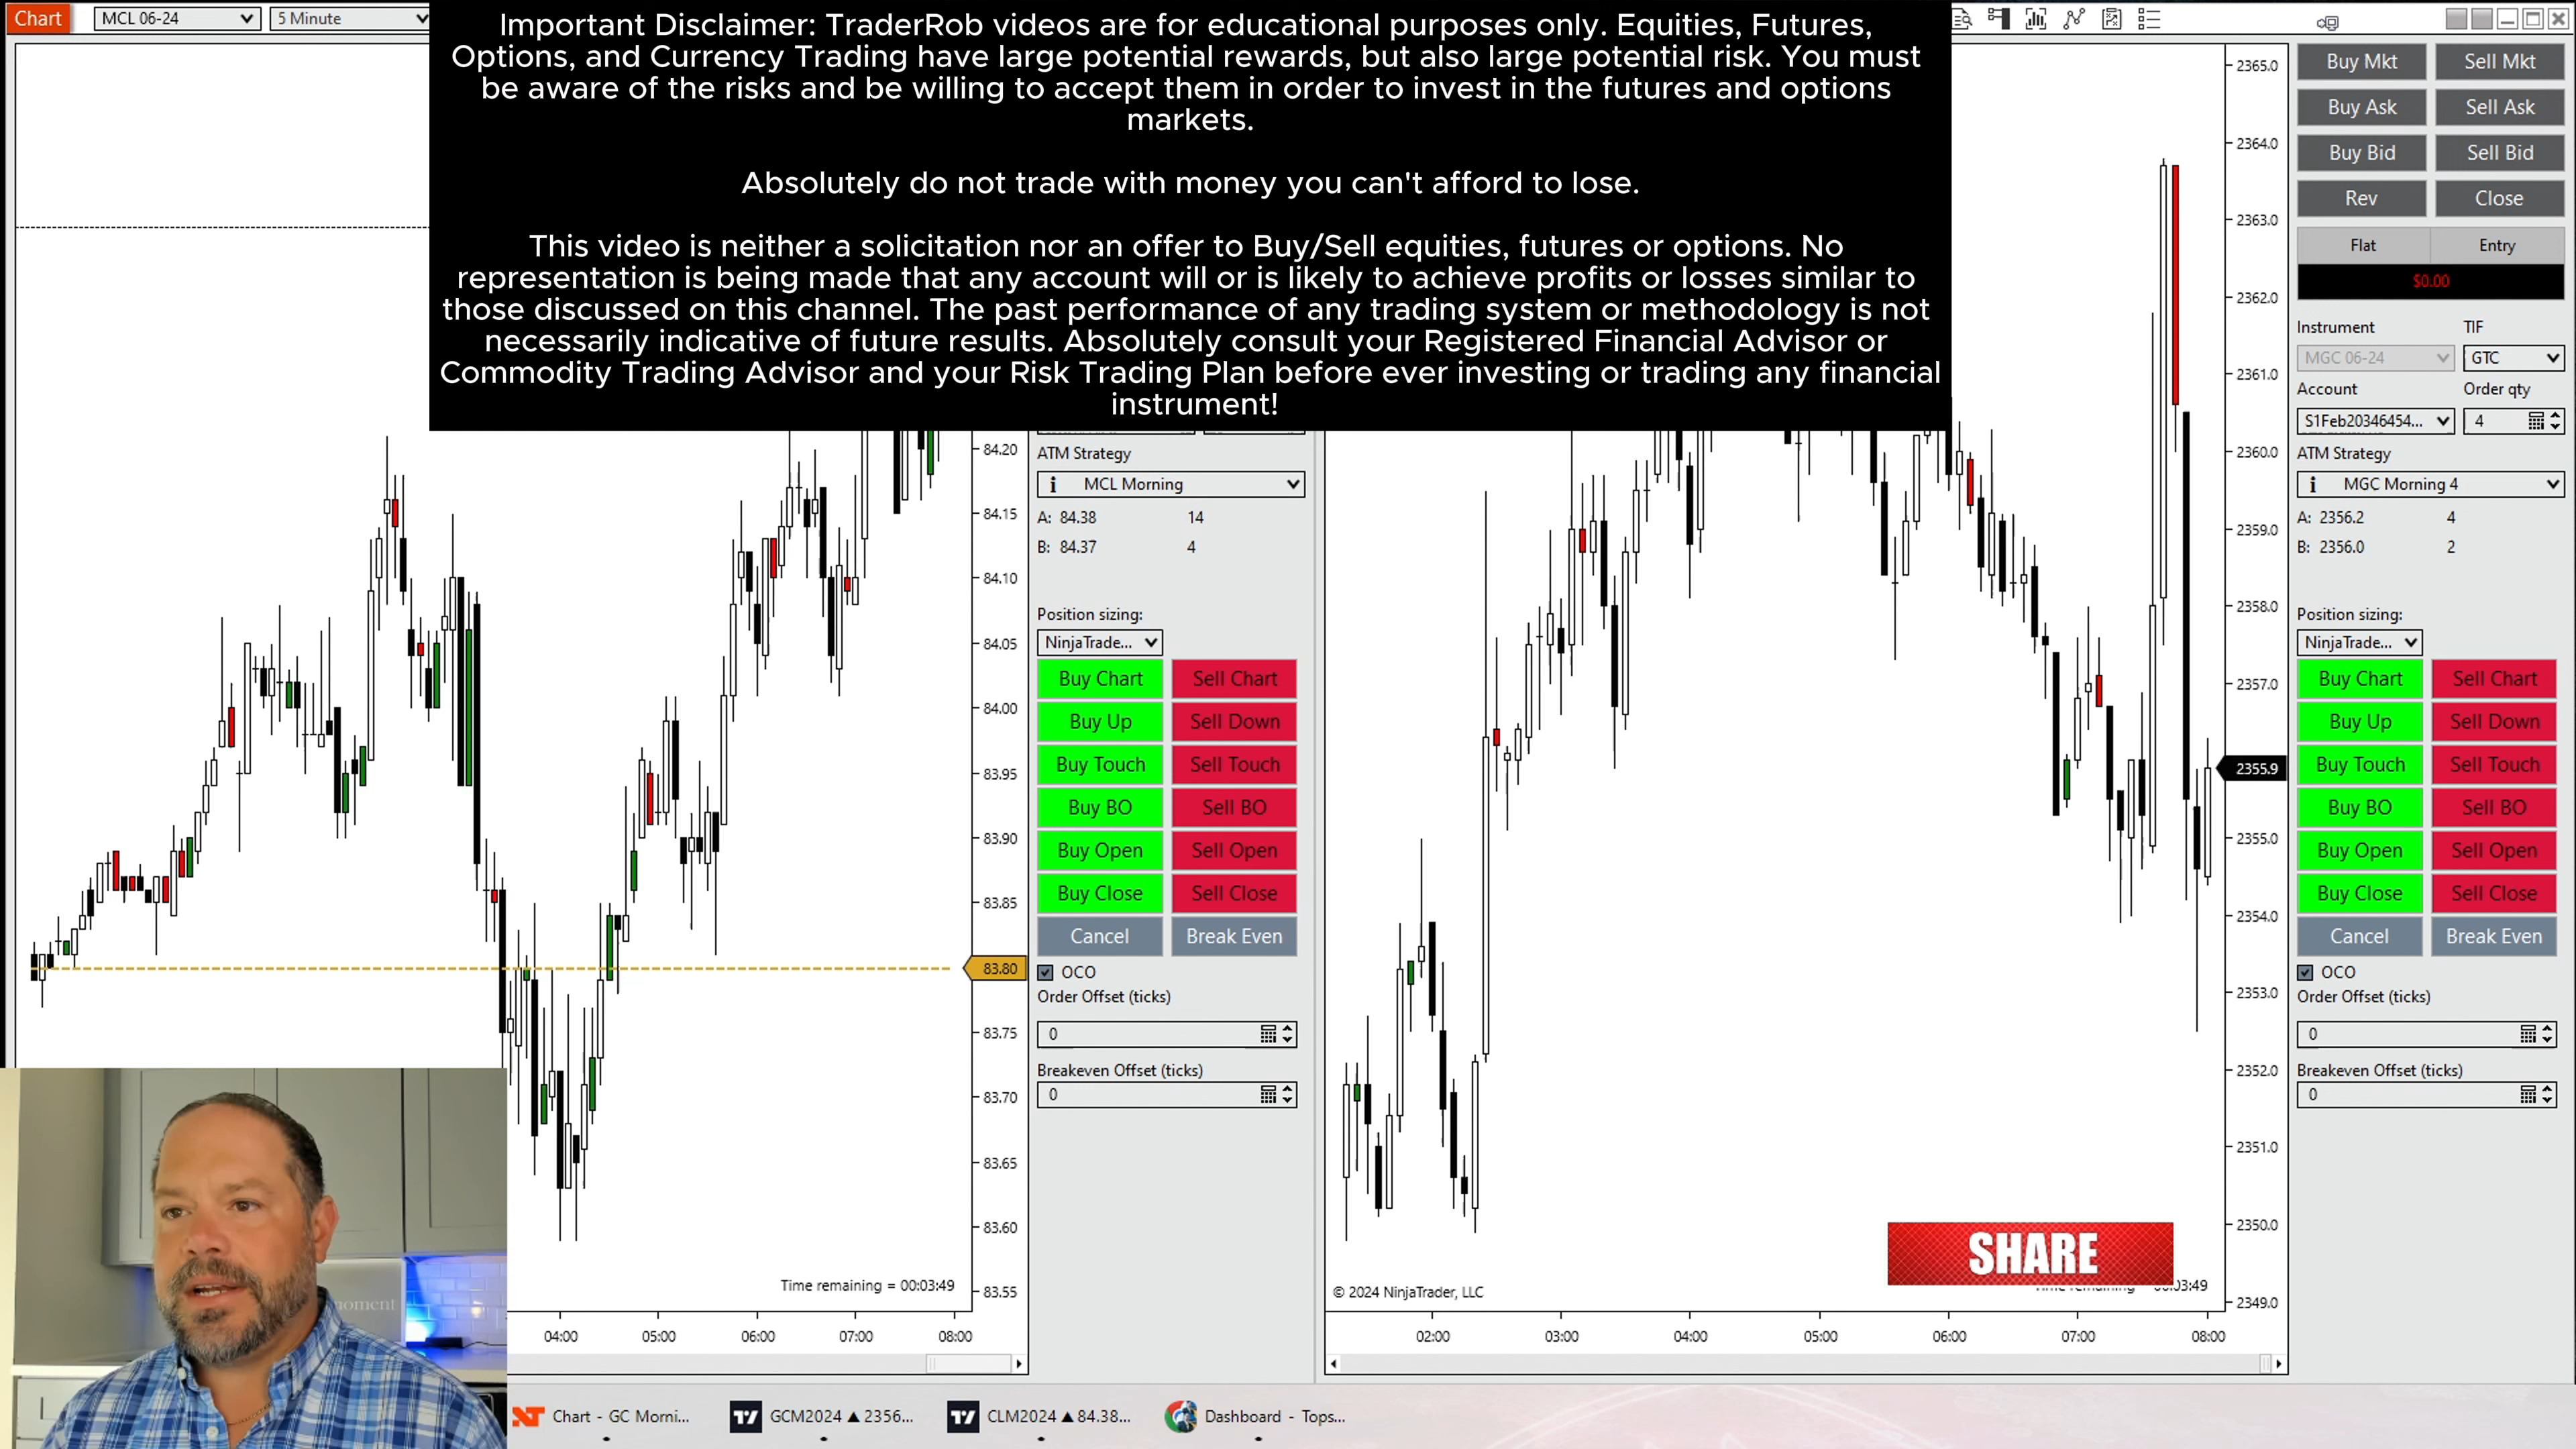 Chart
MCL 06-24
5 Minute
Important Disclaimer: TraderRob videos are for educational purposes only. Equities, Futures,
Options, and Currency Trading have large potential rewards, but also large potential risk. You must
be aware of the risks and be willing to accept them in order to invest in the futures and options
markets.
Absolutely do not trade with money you can't afford to lose.
This video is neither a solicitation nor an offer to Buy/Sell equities, futures or options. No
representation is being made that any account will or is likely to achieve profits or losses similar to
those discussed on this channel. The past performance of any trading system or methodology is not
necessarily indicative of future results. Absolutely consult your Registered Financial Advisor or
Commodity Trading Advisor and your Risk Trading Plan before ever investing or trading any financial
instrument!
84.20
84.15
84.10
84.05
84.00
83.95
83.90
83.85
83.80
83.75
83.70
83.65
83.60
83.55
Time remaining = 00:03:49
04:00 05:00 06:00 07:00 08:00
ATM Strategy
i MCL Morning
A: 84.38 14
B: 84.37 4
Position sizing:
NinjaTrade...
Buy Chart Sell Chart
Buy Up Sell Down
Buy Touch Sell Touch
Buy BO Sell BO
Buy Open Sell Open
Buy Close Sell Close
Cancel Break Even
OCO
Order Offset (ticks)
0
Breakeven Offset (ticks)
0
2365.0
2364.0
2363.0
2362.0
2361.0
2360.0
2359.0
2358.0
2357.0
2355.9
2355.0
2354.0
2353.0
2352.0
2351.0
2350.0
2349.0
SHARE
© 2024 NinjaTrader, LLC
02:00 03:00 04:00 05:00 06:00 07:00 08:00
Buy Mkt Sell Mkt
Buy Ask Sell Ask
Buy Bid Sell Bid
Rev Close
Flat Entry
$0.00
Instrument TIF
MGC 06-24 GTC
Account Order qty
S1Feb20346454... 4
ATM Strategy
i MGC Morning 4
A: 2356.2 4
B: 2356.0 2
Position sizing:
NinjaTrade...
Buy Chart Sell Chart
Buy Up Sell Down
Buy Touch Sell Touch
Buy BO Sell BO
Buy Open Sell Open
Buy Close Sell Close
Cancel Break Even
OCO
Order Offset (ticks)
0
Breakeven Offset (ticks)
0
moment
Chart - GC Morni...
GCM2024 ▲ 2356...
CLM2024 ▲ 84.38...
Dashboard - Tops...